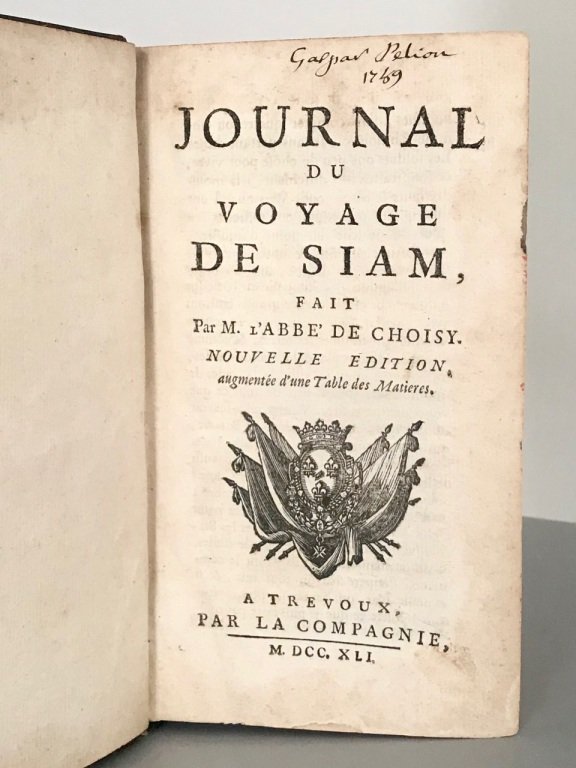 Gaspar Pelion
1749
JOURNAL
DU
VOYAGE
DE SIAM,
FAIT
Par M. L'ABBE' DE CHOISY.
NOUVELLE EDITION,
augmentée d'une Table des Matieres.
A TREVOUX,
PAR LA COMPAGNIE,
M. DCC. XLI.